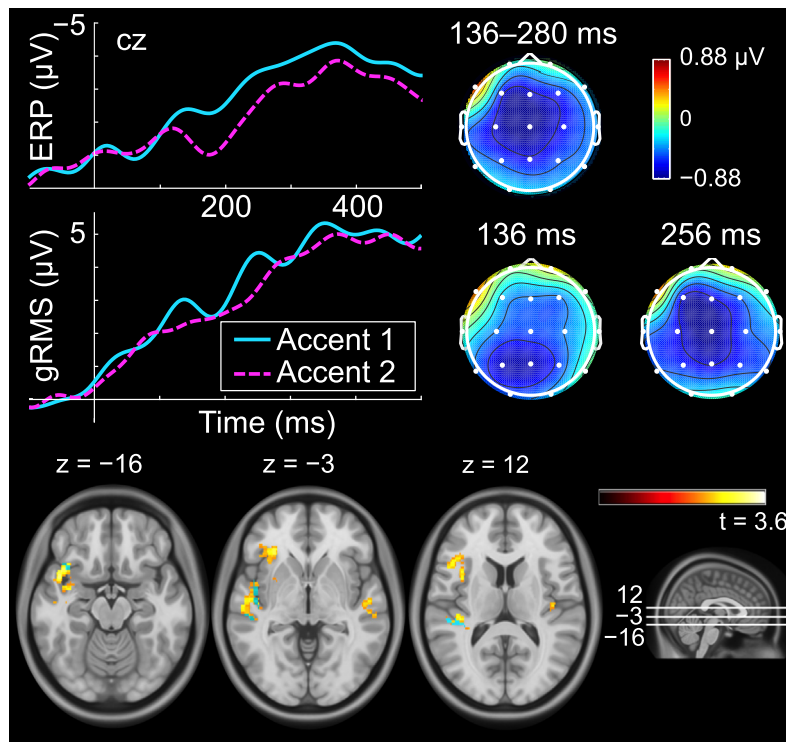 −5
cz
ERP (µV)
136–280 ms
0.88 µV
0
−0.88
200
400
5
gRMS (µV)
Accent 1
Accent 2
Time (ms)
136 ms
256 ms
z = −16
z = −3
z = 12
t = 3.6
12
−3
−16